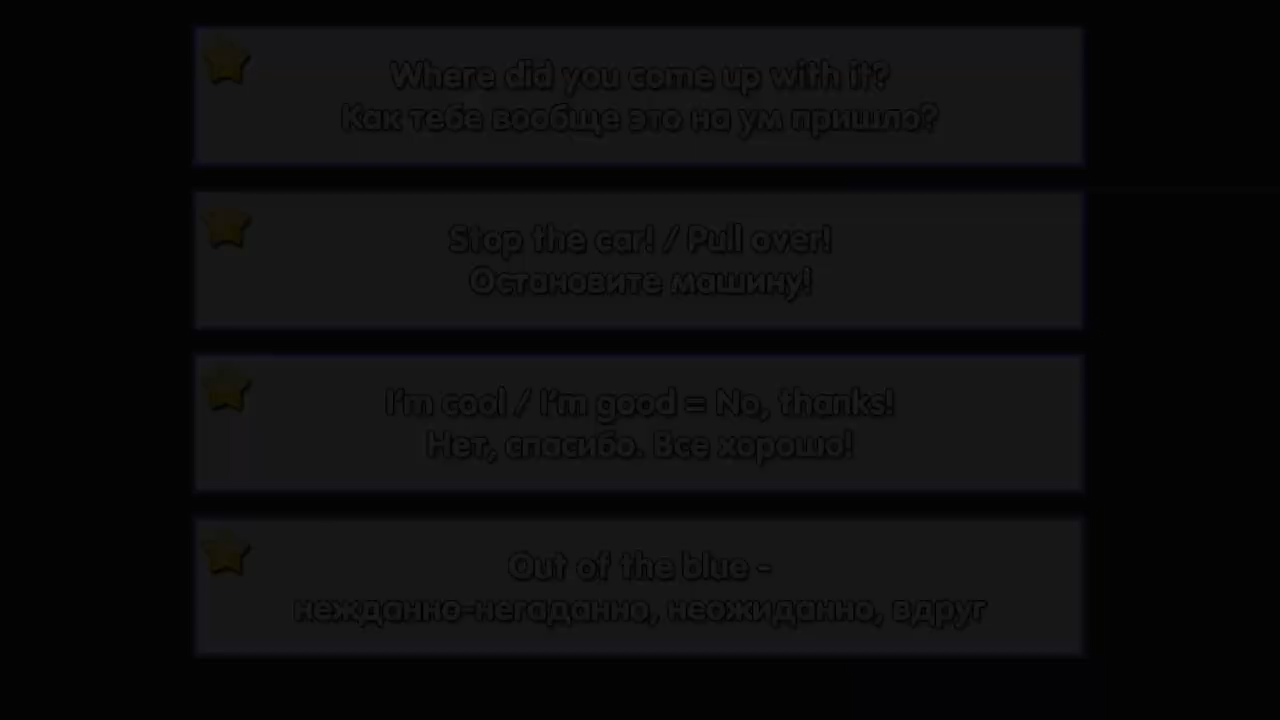 Where did you come up with it?
Как тебе вообще это на ум пришло?
Stop the car! / Pull over!
Остановите машину!
I'm cool / I'm good = No, thanks!
Нет, спасибо. Все хорошо!
Out of the blue -
нежданно-негаданно, неожиданно, вдруг